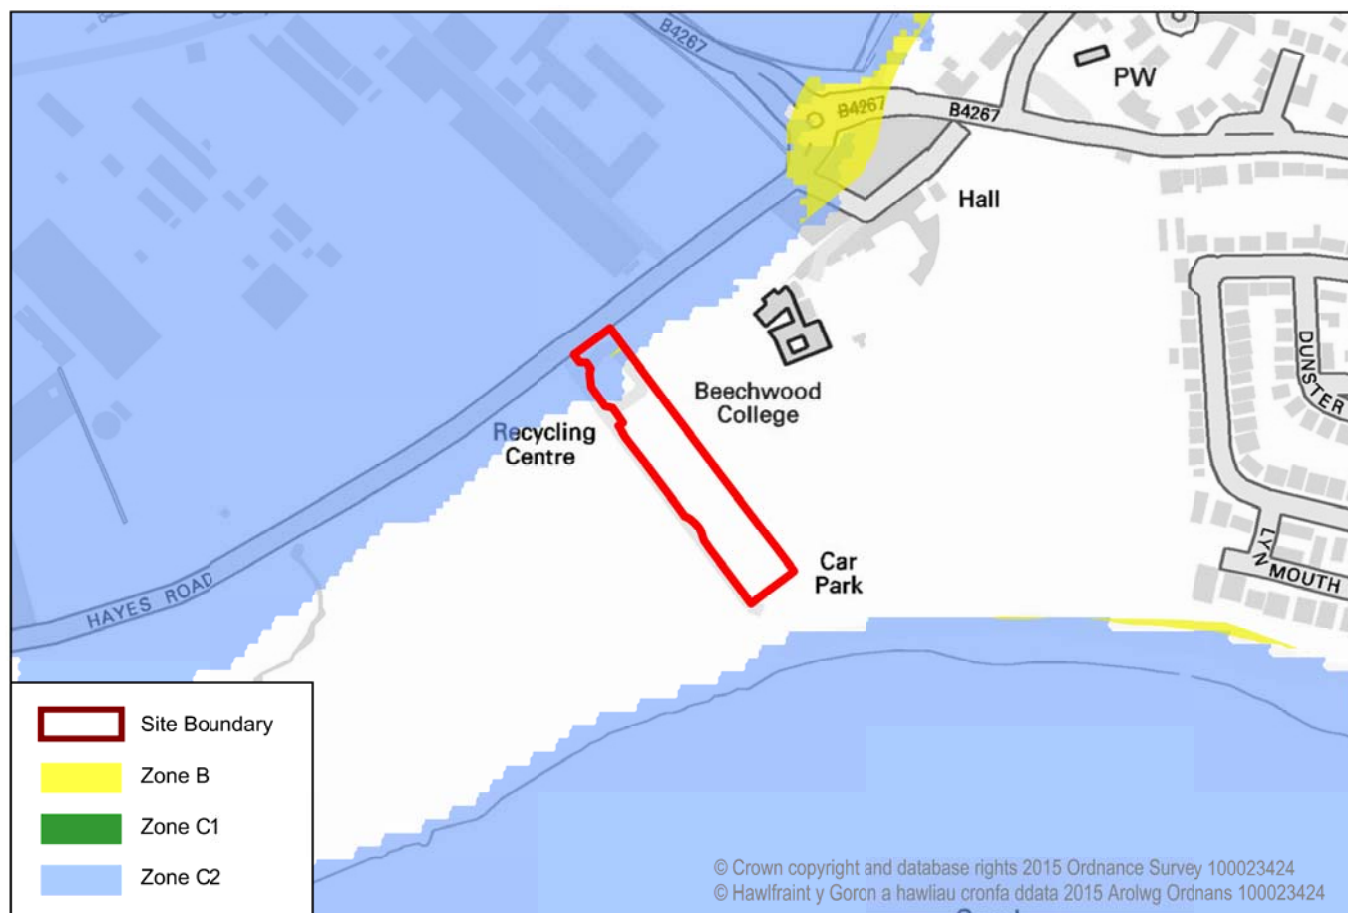 B4267
PW
B4267
B4267
Hall
Beechwood
College
DUNSTER
Recycling
Centre
Car
Park
LYNMOUTH
HAYES ROAD
Site Boundary
Zone B
Zone C1
Zone C2
© Crown copyright and database rights 2015 Ordnance Survey 100023424
© Hawlfraint y Goron a hawliau cronfa ddata 2015 Arolwg Ordnans 100023424